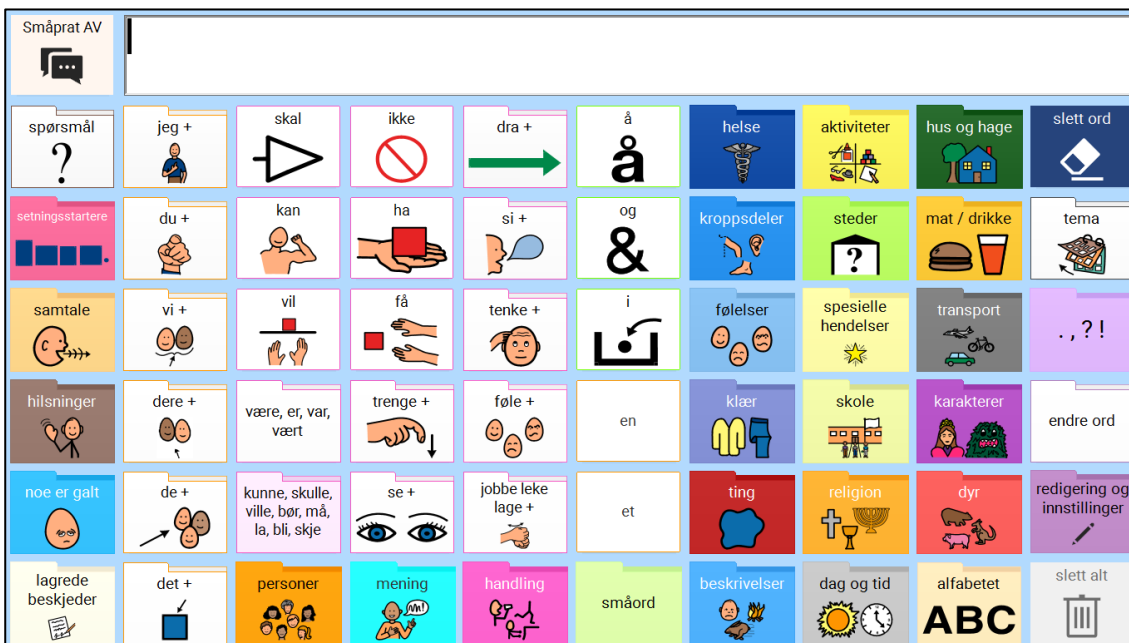 Småprat AV
spørsmål
?
jeg +
skal
ikke
dra +
å
å
helse
aktiviteter
hus og hage
slett ord
setningsstartere
du +
kan
ha
si +
og
&
kroppsdeler
steder
?
mat / drikke
tema
samtale
vi +
vil
få
tenke +
i
følelser
spesielle
hendelser
transport
. , ? !
hilsninger
dere +
være, er, var,
vært
trenge +
føle +
en
klær
skole
karakterer
endre ord
noe er galt
de +
kunne, skulle,
ville, bør, må,
la, bli, skje
se +
jobbe leke
lage +
et
ting
religion
dyr
redigering og
innstillinger
lagrede
beskjeder
det +
personer
mening
handling
småord
beskrivelser
dag og tid
alfabetet
ABC
slett alt